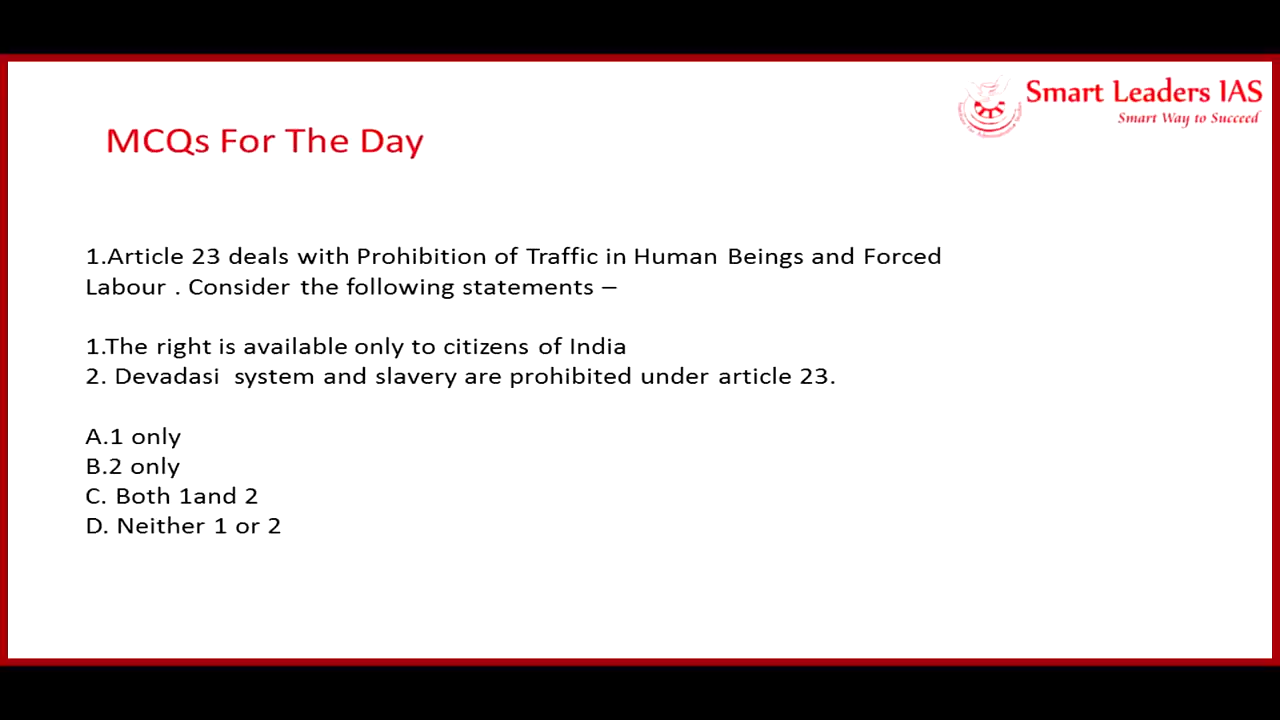 Smart Leaders IAS
Smart Way to Succeed
MCQs For The Day
1.Article 23 deals with Prohibition of Traffic in Human Beings and Forced
Labour . Consider the following statements –
1.The right is available only to citizens of India
2. Devadasi system and slavery are prohibited under article 23.
A.1 only
B.2 only
C. Both 1and 2
D. Neither 1 or 2